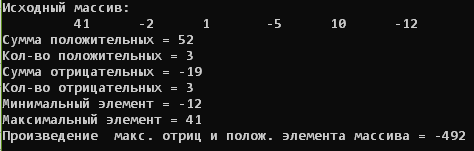 Исходный массив:
41 -2 1 -5 10 -12
Сумма положительных = 52
Кол-во положительных = 3
Сумма отрицательных = -19
Кол-во отрицательных = 3
Минимальный элемент = -12
Максимальный элемент = 41
Произведение  макс. отриц и полож. элемента массива = -492